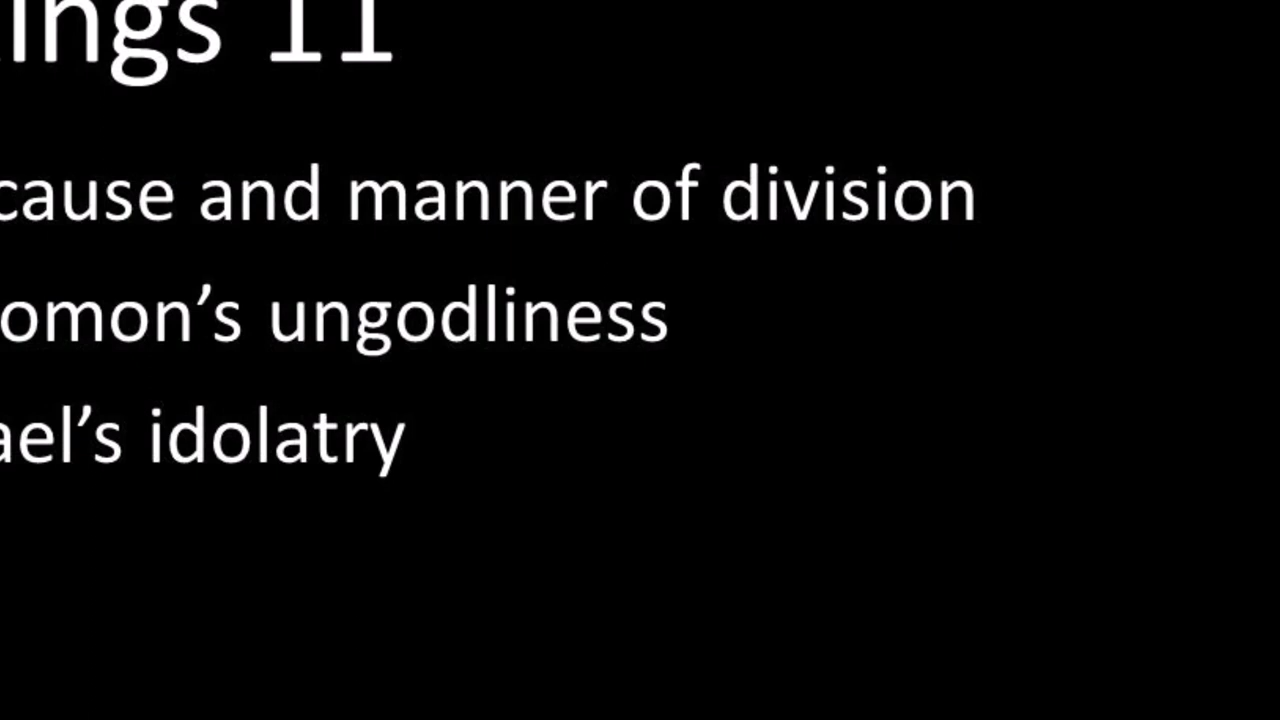 ings 11
cause and manner of division
omon’s ungodliness
ael’s idolatry